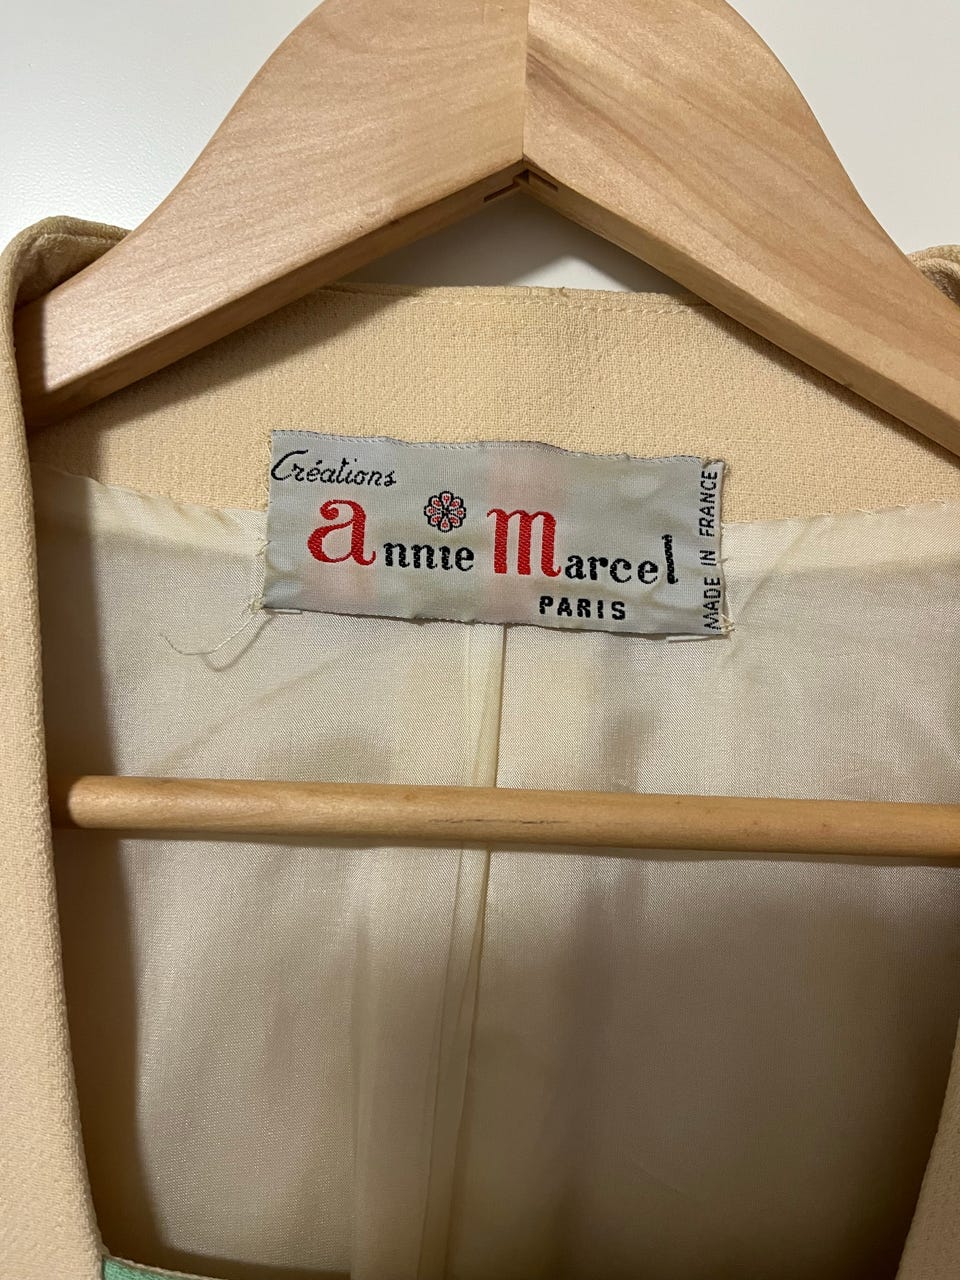 Créations
annie Marcel
PARIS
MADE IN FRANCE